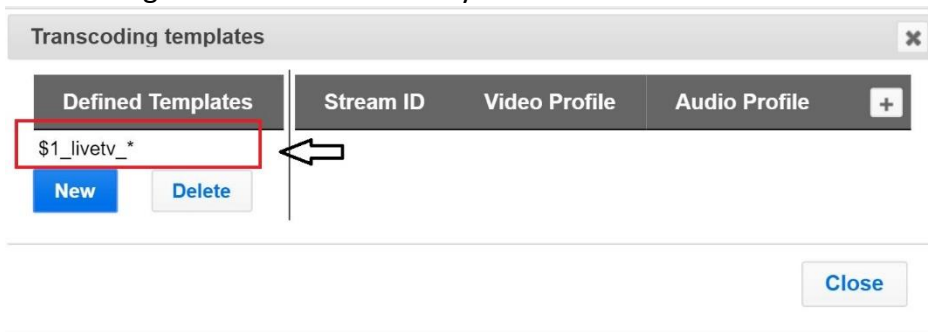 Transcoding templates
Defined Templates Stream ID Video Profile Audio Profile +
$1_livetv_*
New Delete
Close